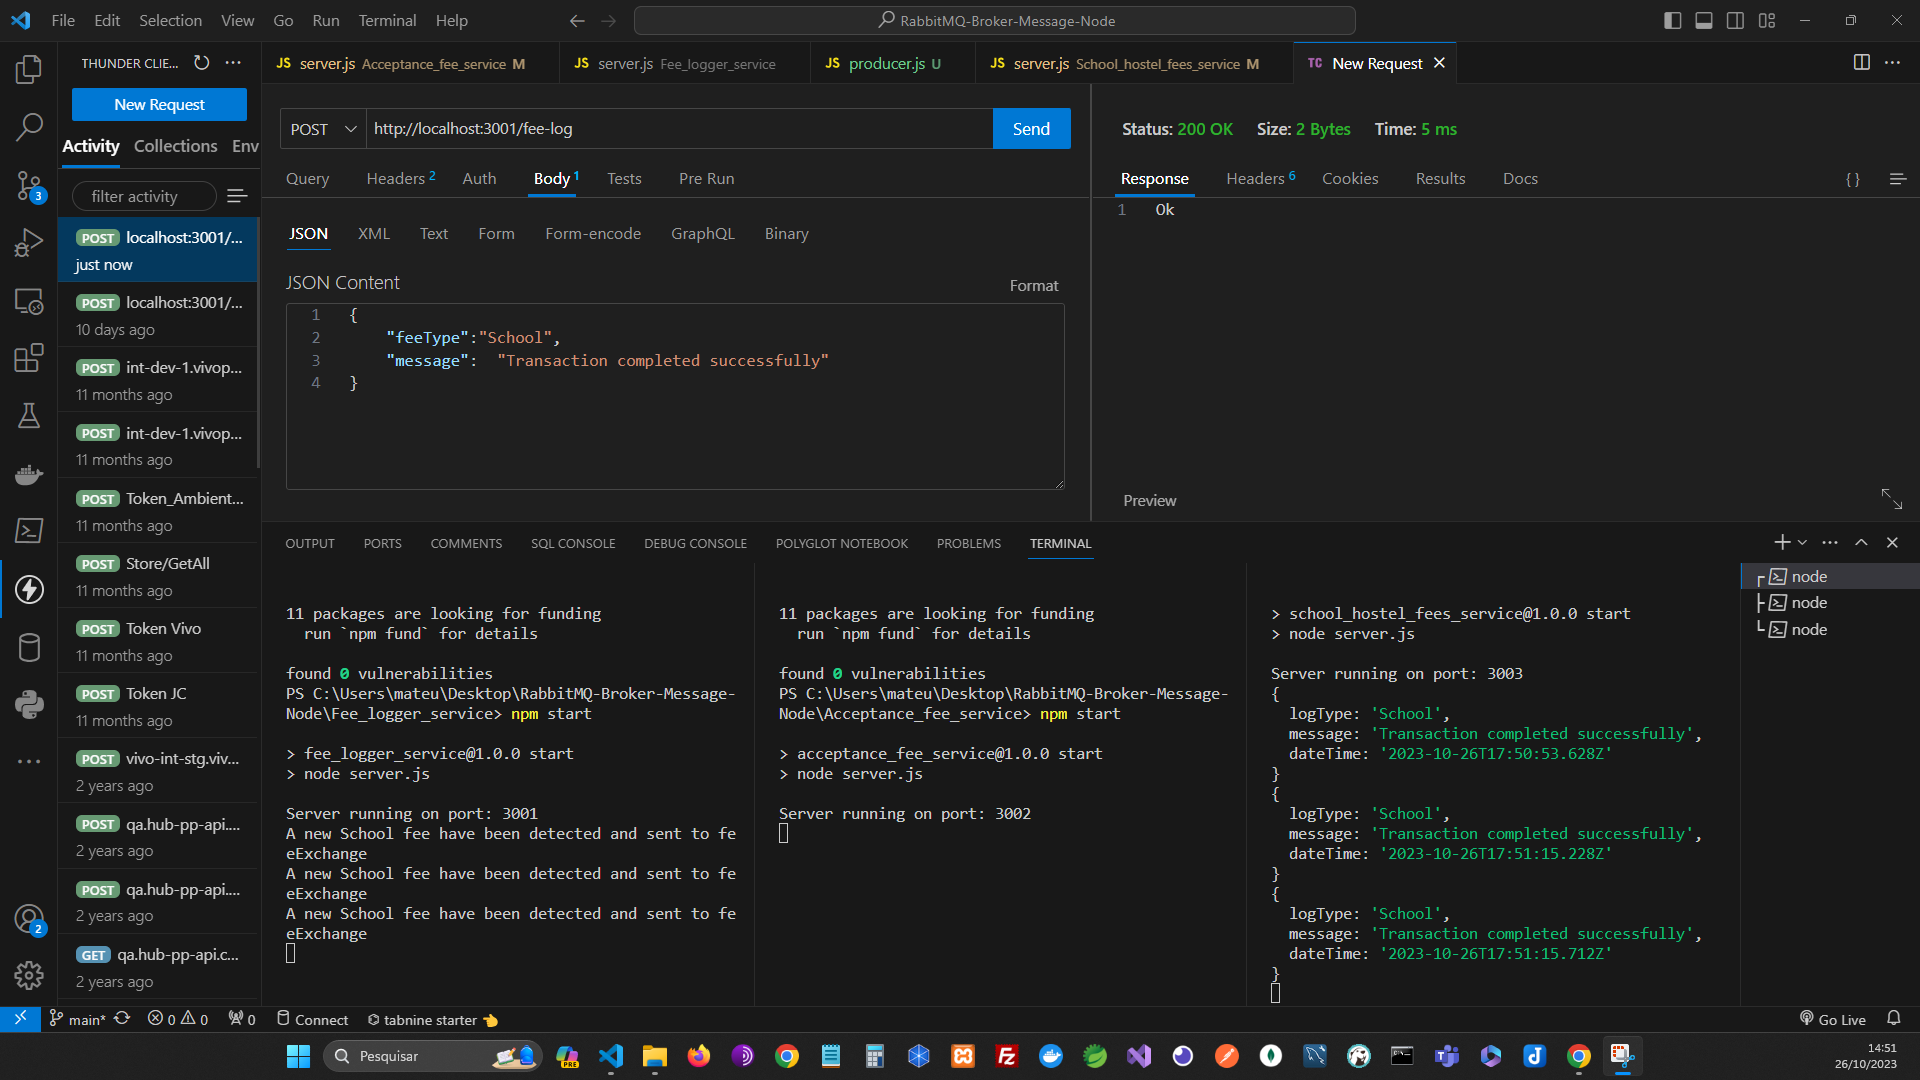 File Edit Selection View Go Run Terminal Help
RabbitMQ-Broker-Message-Node
THUNDER CLIE...
New Request
Activity Collections Env
filter activity
POST localhost:3001/...
just now
POST localhost:3001/...
10 days ago
POST int-dev-1.vivop...
11 months ago
POST int-dev-1.vivop...
11 months ago
POST Token_Ambient...
11 months ago
POST Store/GetAll
11 months ago
POST Token Vivo
11 months ago
POST Token JC
11 months ago
POST vivo-int-stg.viv...
2 years ago
POST qa.hub-pp-api....
2 years ago
POST qa.hub-pp-api....
2 years ago
GET qa.hub-pp-api.c...
2 years ago
3
2
JS server.js Acceptance_fee_service M
JS server.js Fee_logger_service
JS producer.js U
JS server.js School_hostel_fees_service M
TC New Request
POST http://localhost:3001/fee-log Send
Query Headers 2 Auth Body 1 Tests Pre Run
JSON XML Text Form Form-encode GraphQL Binary
JSON Content Format
1 {
2 "feeType":"School",
3 "message": "Transaction completed successfully"
4 }
Status: 200 OK Size: 2 Bytes Time: 5 ms
Response Headers 6 Cookies Results Docs { }
1 Ok
Preview
OUTPUT PORTS COMMENTS SQL CONSOLE DEBUG CONSOLE POLYGLOT NOTEBOOK PROBLEMS TERMINAL
11 packages are looking for funding
run `npm fund` for details
found 0 vulnerabilities
PS C:\Users\mateu\Desktop\RabbitMQ-Broker-Message-
Node\Fee_logger_service> npm start
> fee_logger_service@1.0.0 start
> node server.js
Server running on port: 3001
A new School fee have been detected and sent to fe
eExchange
A new School fee have been detected and sent to fe
eExchange
A new School fee have been detected and sent to fe
eExchange
11 packages are looking for funding
run `npm fund` for details
found 0 vulnerabilities
PS C:\Users\mateu\Desktop\RabbitMQ-Broker-Message-
Node\Acceptance_fee_service> npm start
> acceptance_fee_service@1.0.0 start
> node server.js
Server running on port: 3002
> school_hostel_fees_service@1.0.0 start
> node server.js
Server running on port: 3003
{
logType: 'School',
message: 'Transaction completed successfully',
dateTime: '2023-10-26T17:50:53.628Z'
}
{
logType: 'School',
message: 'Transaction completed successfully',
dateTime: '2023-10-26T17:51:15.228Z'
}
{
logType: 'School',
message: 'Transaction completed successfully',
dateTime: '2023-10-26T17:51:15.712Z'
}
node
node
node
main* 0 0 0 Connect tabnine starter Go Live
Pesquisar
PRE
14:51
26/10/2023